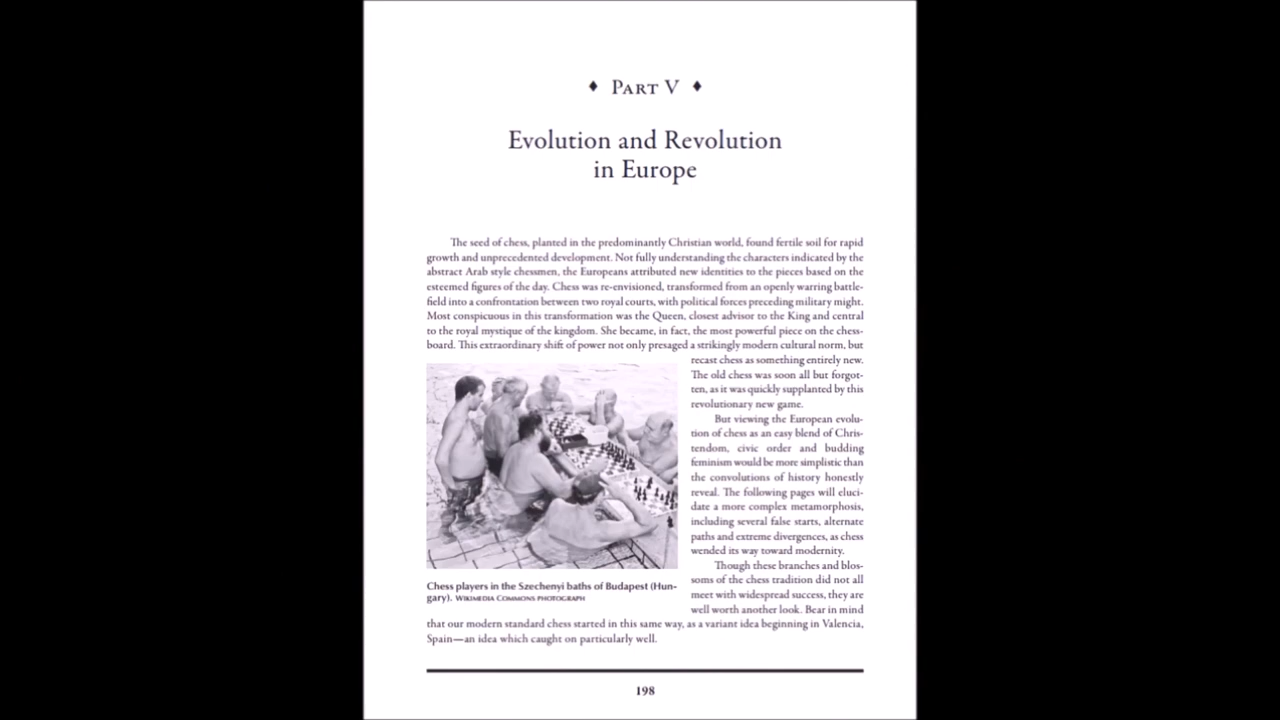 ♦ Part V ♦
Evolution and Revolution
in Europe
The seed of chess, planted in the predominantly Christian world, found fertile soil for rapid
growth and unprecedented development. Not fully understanding the characters indicated by the
abstract Arab style chessmen, the Europeans attributed new identities to the pieces based on the
esteemed figures of the day. Chess was re-envisioned, transformed from an openly warring battle-
field into a confrontation between two royal courts, with political forces preceding military might.
Most conspicuous in this transformation was the Queen, closest advisor to the King and central
to the royal mystique of the kingdom. She became, in fact, the most powerful piece on the chess-
board. This extraordinary shift of power not only presaged a strikingly modern cultural norm, but
recast chess as something entirely new.
The old chess was soon all but forgot-
ten, as it was quickly supplanted by this
revolutionary new game.
But viewing the European evolu-
tion of chess as an easy blend of Chris-
tendom, civic order and budding
feminism would be more simplistic than
the convolutions of history honestly
reveal. The following pages will eluci-
date a more complex metamorphosis,
including several false starts, alternate
paths and extreme divergences, as chess
wended its way toward modernity.
Though these branches and blos-
soms of the chess tradition did not all
meet with widespread success, they are
well worth another look. Bear in mind
that our modern standard chess started in this same way, as a variant idea beginning in Valencia,
Spain—an idea which caught on particularly well.
Chess players in the Szechenyi baths of Budapest (Hun-
gary). Wikimedia Commons photograph
198